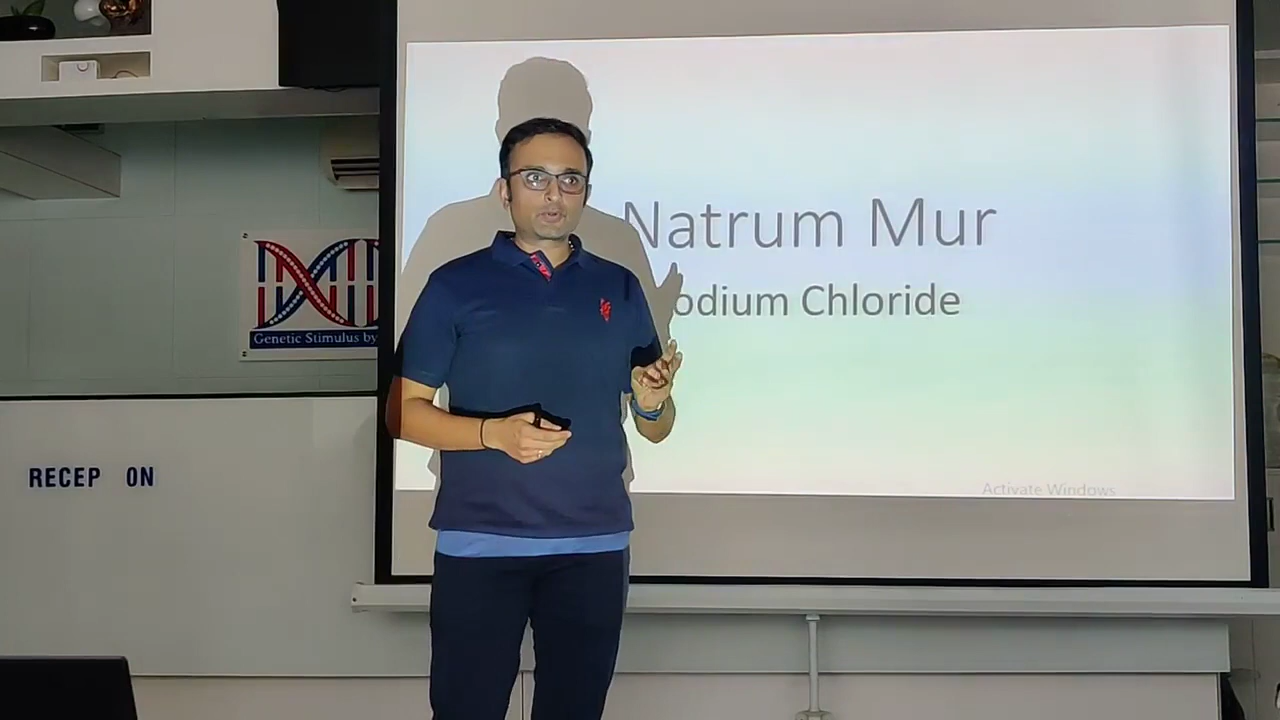 Natrum Mur
odium Chloride
Activate Windows
Genetic Stimulus by
RECEP ON